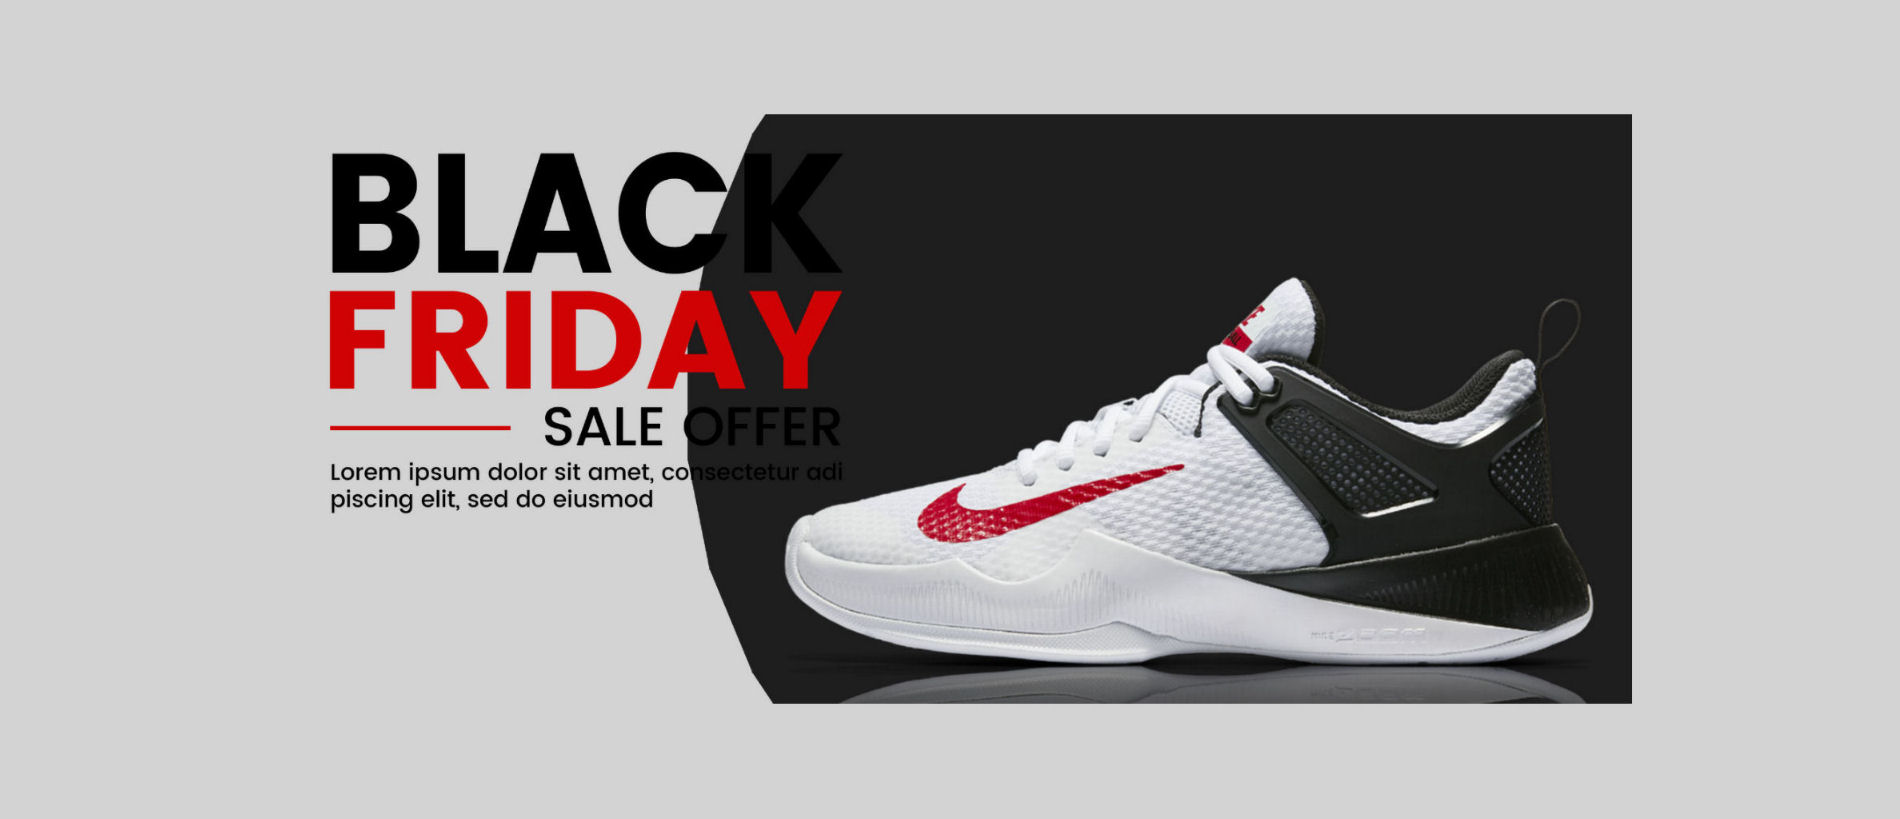 BLACK
FRIDAY
SALE OFFER
Lorem ipsum dolor sit amet, consectetur adi
piscing elit, sed do eiusmod